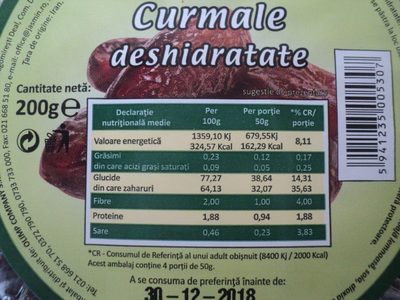 Curmale
deshidratate
sugestie de prezentare
Cantitate netă:
200g e
Declarație nutrițională medie Per 100g Per porție 50g *% CR/ porție
Valoare energetică 1359,10 Kj 679,55Kj 8,11
324,57 Kcal 162,29 Kcal
Grăsimi 0,23 0,12 0,17
din care acizi grași saturați 0,09 0,05 0,25
Glucide 77,27 38,64 14,31
din care zaharuri 64,13 32,07 35,63
Fibre 2,00 1,00 4,00
Proteine 1,88 0,94 1,88
Sare 0,46 0,23 3,83
*CR - Consumul de Referință al unui adult obișnuit (8400 Kj / 2000 Kcal)
Acest ambalaj conține 4 porții de 50g.
A se consuma de preferință înainte de:
30-12-2018
5941235005307
Țara de origine: Iran.